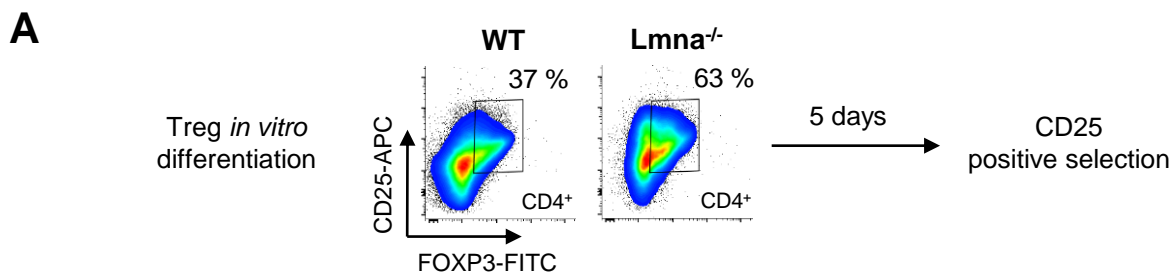 A
WT
Lmna-/-
37 %
63 %
Treg in vitro
differentiation
CD25-APC
CD4+
CD4+
FOXP3-FITC
5 days
CD25
positive selection